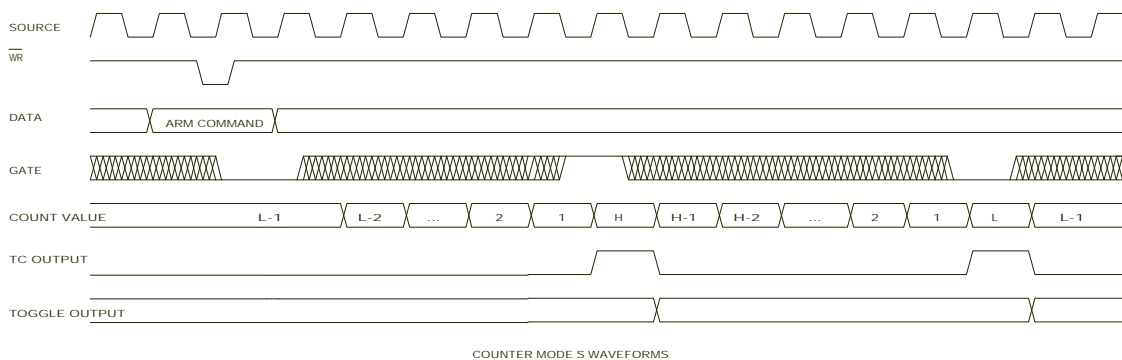 SOURCE
WR
DATA ARM COMMAND
GATE
COUNT VALUE L-1 L-2 ... 2 1 H H-1 H-2 ... 2 1 L L-1
TC OUTPUT
TOGGLE OUTPUT
COUNTER MODE S WAVEFORMS